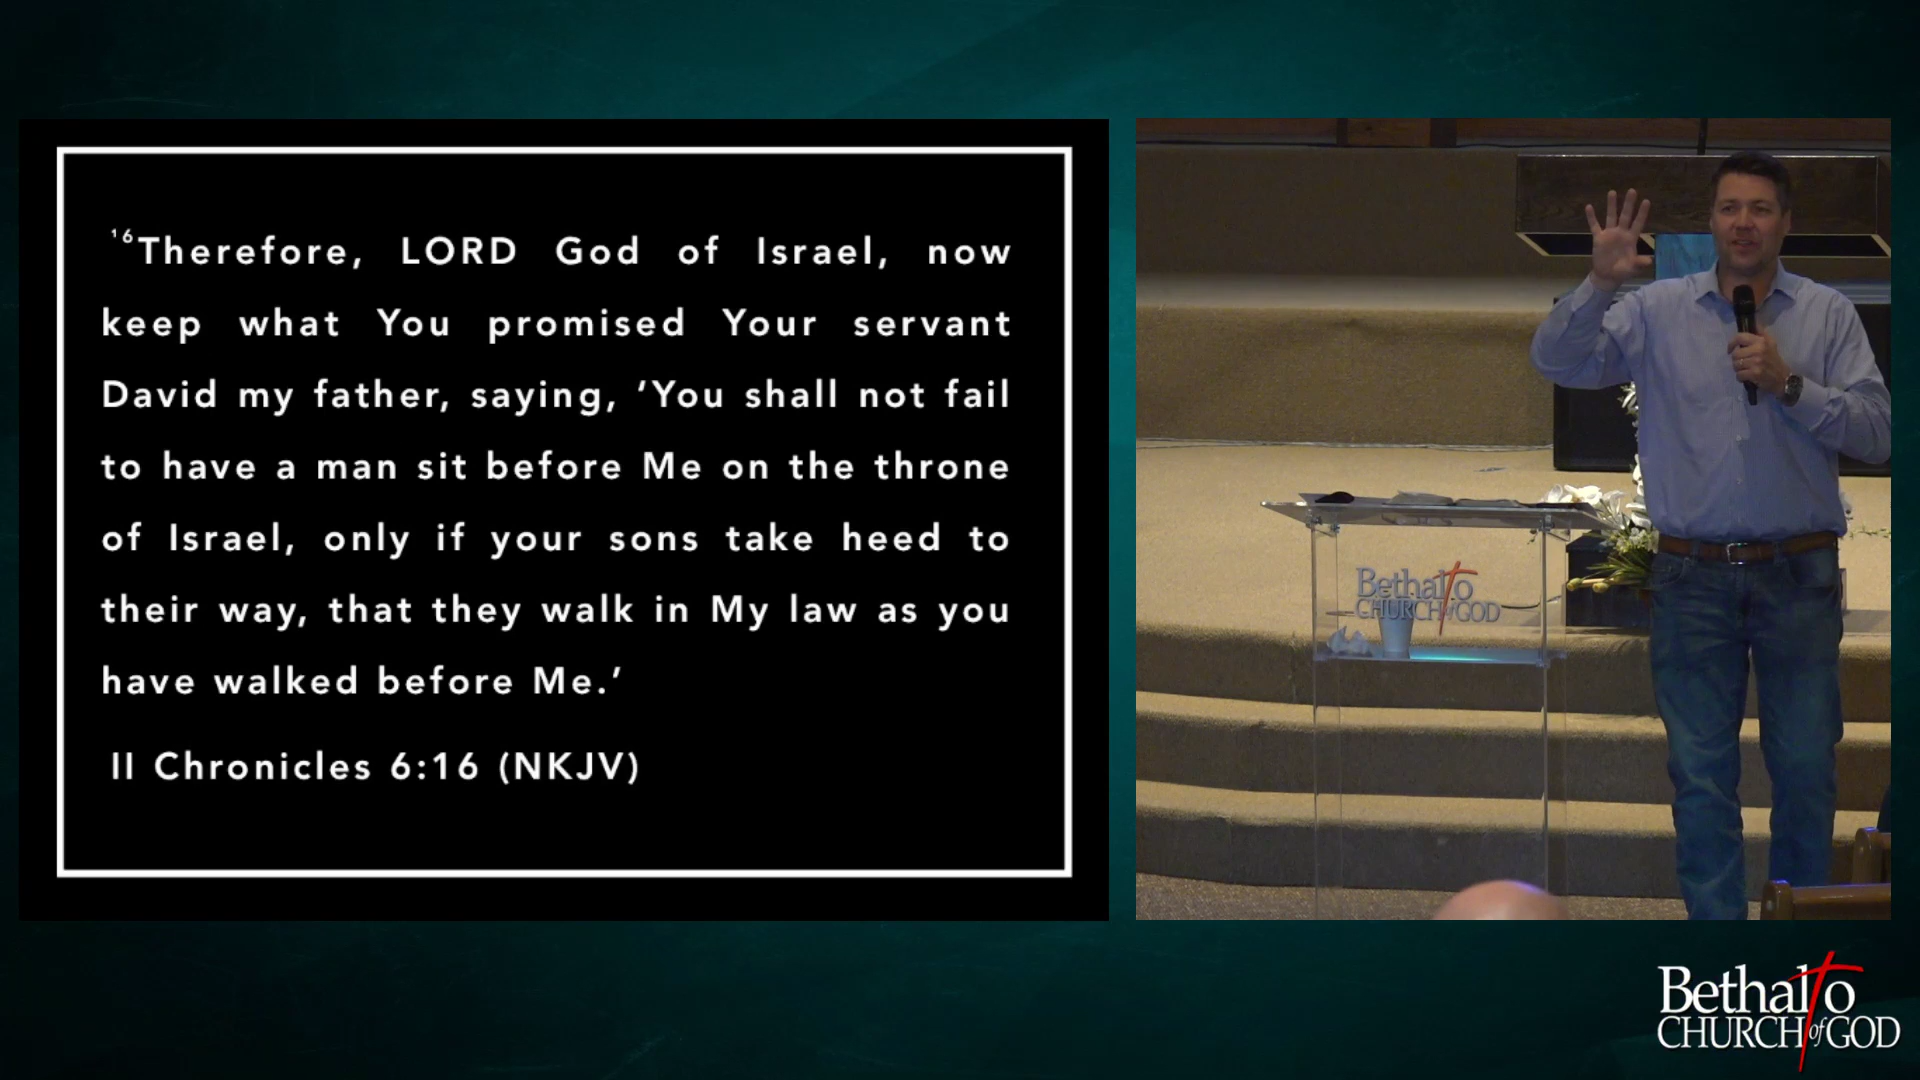 ¹⁶Therefore, LORD God of Israel, now
keep what You promised Your servant
David my father, saying, ‘You shall not fail
to have a man sit before Me on the throne
of Israel, only if your sons take heed to
their way, that they walk in My law as you
have walked before Me.’
II Chronicles 6:16 (NKJV)
Bethalto
CHURCH of GOD
Bethalto
CHURCH of GOD